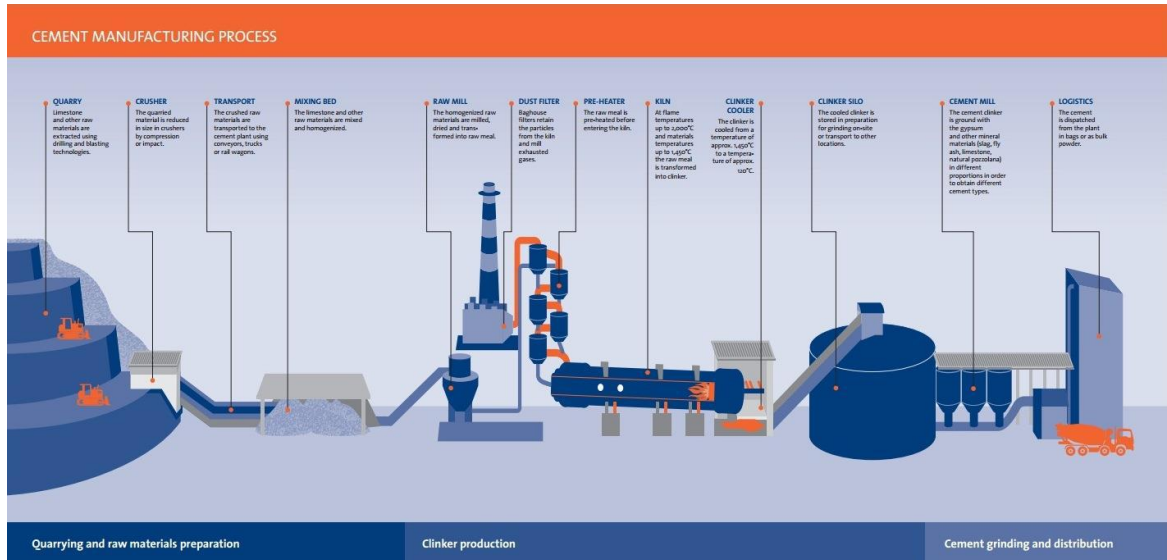 CEMENT MANUFACTURING PROCESS
QUARRY
Limestone
and other raw
materials are
extracted using
drilling and blasting
technologies.
CRUSHER
The quarried
material is reduced
in size in crushers
by compression
or impact.
TRANSPORT
The crushed raw
materials are
transported to the
cement plant using
conveyors, trucks
or rail wagons.
MIXING BED
The limestone and other
raw materials are mixed
and homogenized.
RAW MILL
The homogenized raw
materials are milled,
dried and trans-
formed into raw meal.
DUST FILTER
Baghouse
filters retain
the particles
from the kiln
and mill
exhausted
gases.
PRE-HEATER
The raw meal is
pre-heated before
entering the kiln.
KILN
At flame
temperatures
up to 2,000°C
and materials
temperatures
up to 1,450°C
the raw meal
is transformed
into clinker.
CLINKER
COOLER
The clinker is
cooled from a
temperature of
approx. 1,450°C
to a tempera-
ture of approx.
120°C.
CLINKER SILO
The cooled clinker is
stored in preparation
for grinding on-site
or transport to other
locations.
CEMENT MILL
The cement clinker
is ground with
the gypsum
and other mineral
materials (slag, fly
ash, limestone,
natural pozzolana)
in different
proportions in order
to obtain different
cement types.
LOGISTICS
The cement
is dispatched
from the plant
in bags or as bulk
powder.
Quarrying and raw materials preparation
Clinker production
Cement grinding and distribution